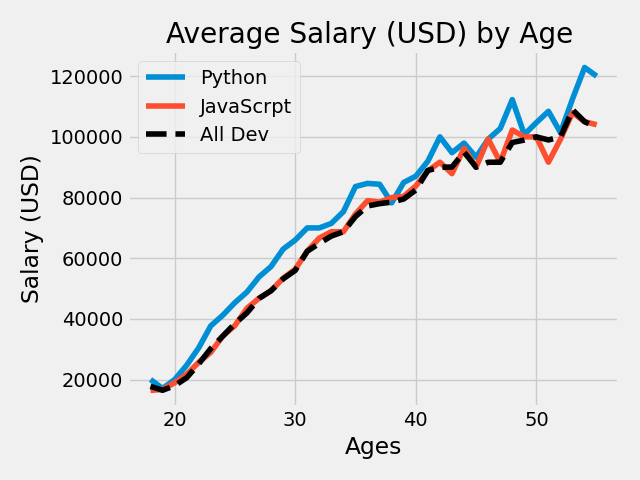 Average Salary (USD) by Age
Python
JavaScrpt
All Dev
Salary (USD)
120000
100000
80000
60000
40000
20000
20 30 40 50
Ages